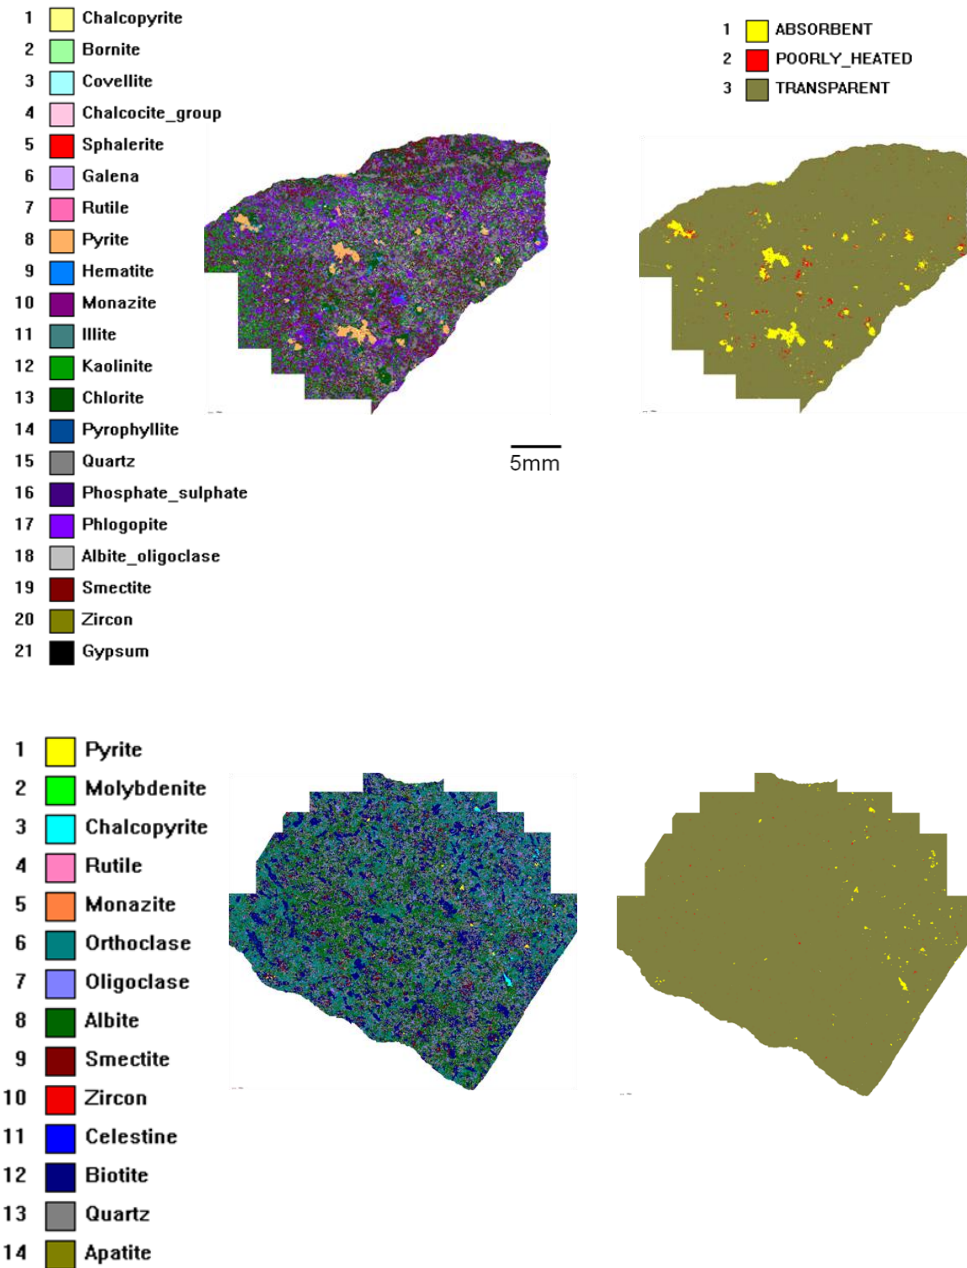 1 Chalcopyrite
2 Bornite
3 Covellite
4 Chalcocite_group
5 Sphalerite
6 Galena
7 Rutile
8 Pyrite
9 Hematite
10 Monazite
11 Illite
12 Kaolinite
13 Chlorite
14 Pyrophyllite
15 Quartz
16 Phosphate_sulphate
17 Phlogopite
18 Albite_oligoclase
19 Smectite
20 Zircon
21 Gypsum
1 ABSORBENT
2 POORLY_HEATED
3 TRANSPARENT
5mm
1 Pyrite
2 Molybdenite
3 Chalcopyrite
4 Rutile
5 Monazite
6 Orthoclase
7 Oligoclase
8 Albite
9 Smectite
10 Zircon
11 Celestine
12 Biotite
13 Quartz
14 Apatite